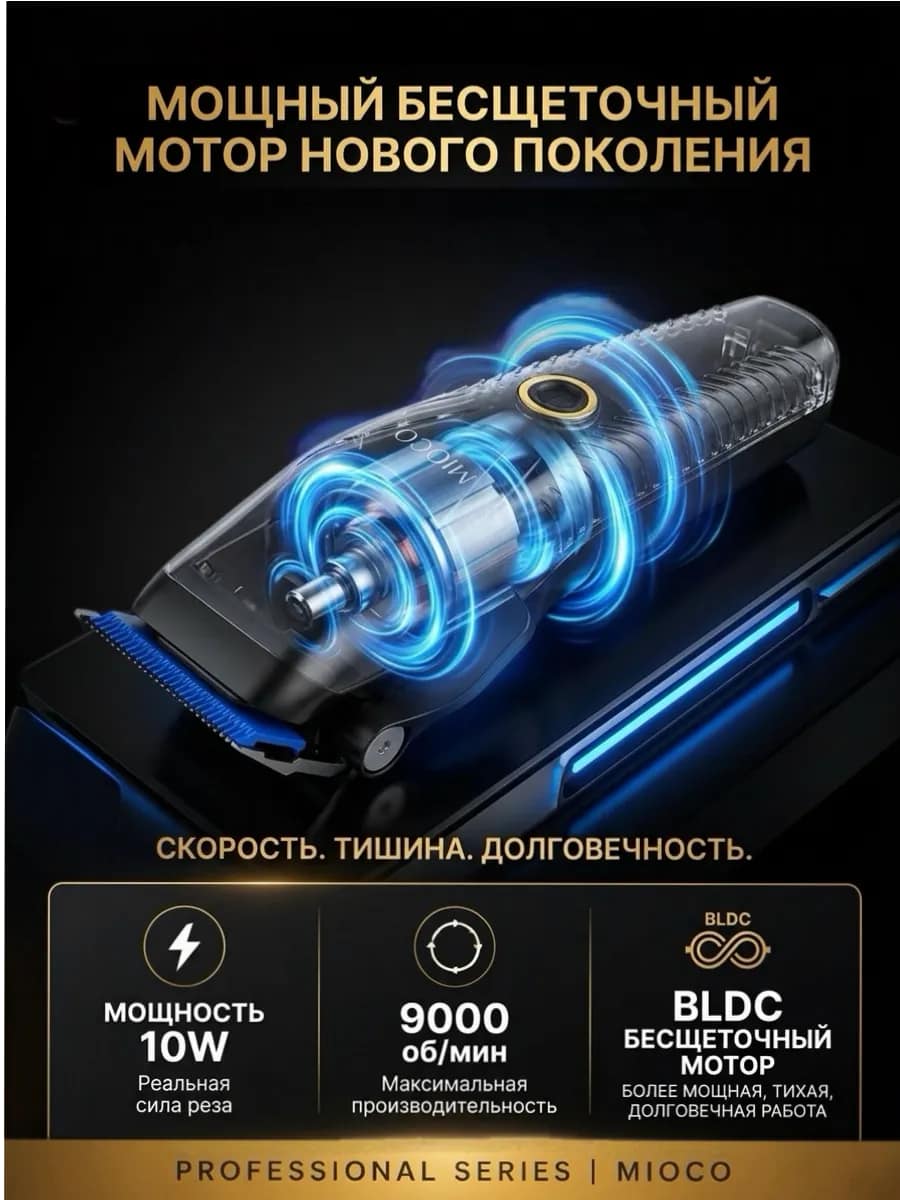 МОЩНЫЙ БЕСЩЕТОЧНЫЙ
МОТОР НОВОГО ПОКОЛЕНИЯ
MIOCO
СКОРОСТЬ. ТИШИНА. ДОЛГОВЕЧНОСТЬ.
МОЩНОСТЬ
10W
Реальная
сила реза
9000
об/мин
Максимальная
производительность
BLDC
BLDC
БЕСЩЕТОЧНЫЙ
МОТОР
БОЛЕЕ МОЩНАЯ, ТИХАЯ,
ДОЛГОВЕЧНАЯ РАБОТА
PROFESSIONAL SERIES | MIOCO